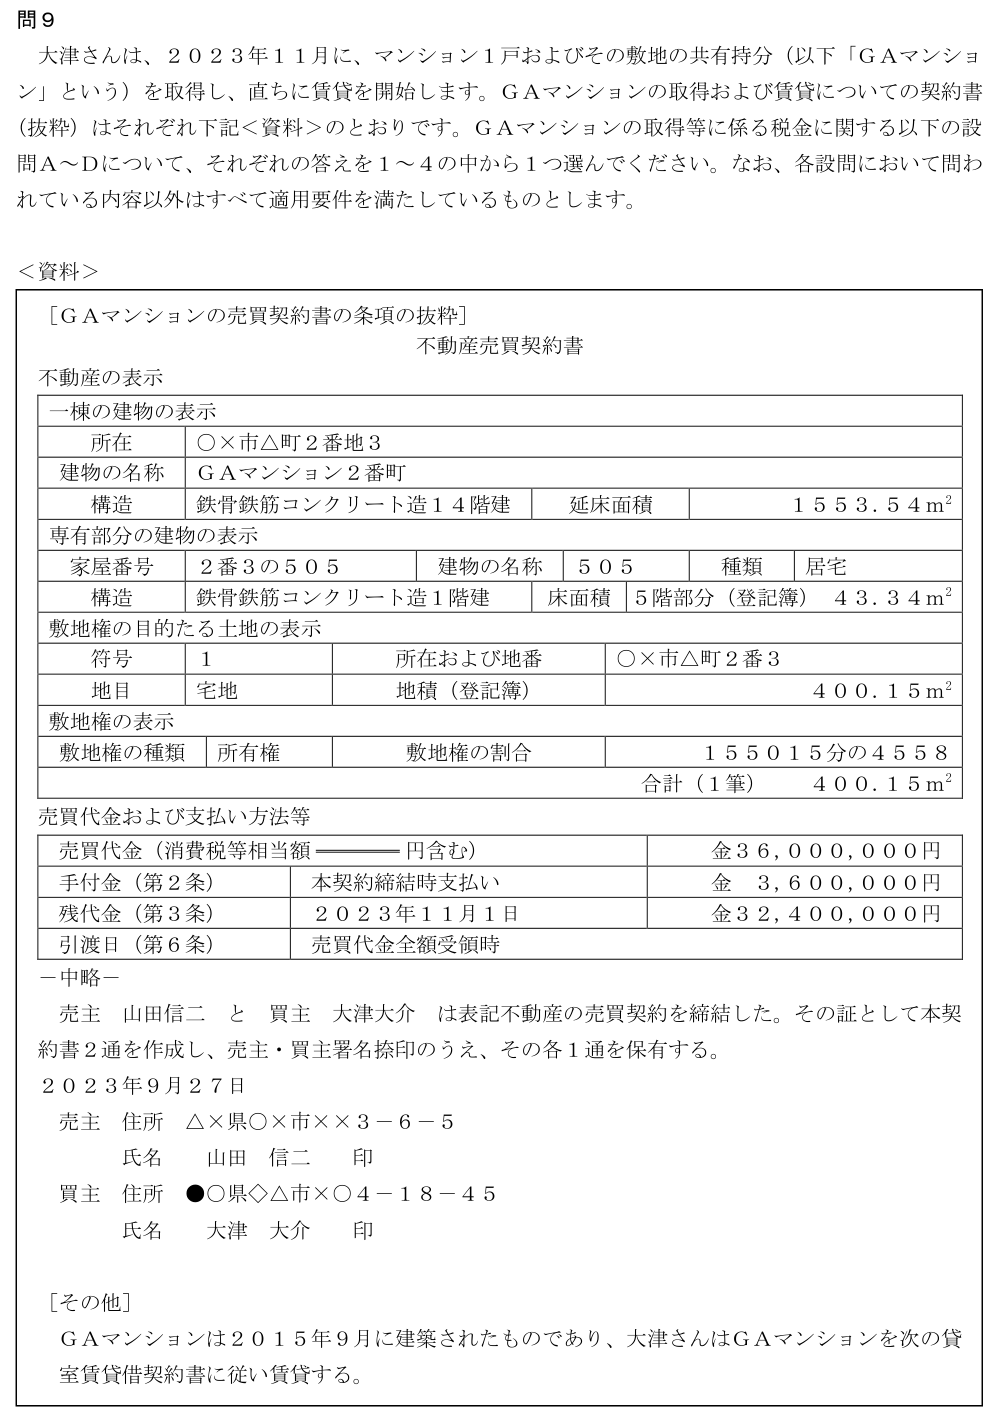 問９
大津さんは、２０２３年１１月に、マンション１戸およびその敷地の共有持分（以下「ＧＡマンショ
ン」という）を取得し、直ちに賃貸を開始します。ＧＡマンションの取得および賃貸についての契約書
（抜粋）はそれぞれ下記＜資料＞のとおりです。ＧＡマンションの取得等に係る税金に関する以下の設
問Ａ～Ｄについて、それぞれの答えを１～４の中から１つ選んでください。なお、各設問において問わ
れている内容以外はすべて適用要件を満たしているものとします。
＜資料＞
［ＧＡマンションの売買契約書の条項の抜粋］
不動産売買契約書
不動産の表示
一棟の建物の表示
所在 ○×市△町２番地３
建物の名称 ＧＡマンション２番町
構造 鉄骨鉄筋コンクリート造１４階建 延床面積 １５５３．５４ｍ²
専有部分の建物の表示
家屋番号 ２番３の５０５ 建物の名称 ５０５ 種類 居宅
構造 鉄骨鉄筋コンクリート造１階建 床面積 ５階部分（登記簿） ４３．３４ｍ²
敷地権の目的たる土地の表示
符号 １ 所在および地番 ○×市△町２番３
地目 宅地 地積（登記簿） ４００．１５ｍ²
敷地権の表示
敷地権の種類 所有権 敷地権の割合 １５５０１５分の４５５８
合計（１筆） ４００．１５ｍ²
売買代金および支払い方法等
売買代金（消費税等相当額 ════ 円含む） 金３６，０００，０００円
手付金（第２条） 本契約締結時支払い 金 ３，６００，０００円
残代金（第３条） ２０２３年１１月１日 金３２，４００，０００円
引渡日（第６条） 売買代金全額受領時
－中略－
売主 山田信二 と 買主 大津大介 は表記不動産の売買契約を締結した。その証として本契
約書２通を作成し、売主・買主署名捺印のうえ、その各１通を保有する。
２０２３年９月２７日
売主 住所 △×県○×市××３－６－５
氏名 山田 信二 印
買主 住所 ●○県◇△市×○４－１８－４５
氏名 大津 大介 印
［その他］
ＧＡマンションは２０１５年９月に建築されたものであり、大津さんはＧＡマンションを次の貸
室賃貸借契約書に従い賃貸する。